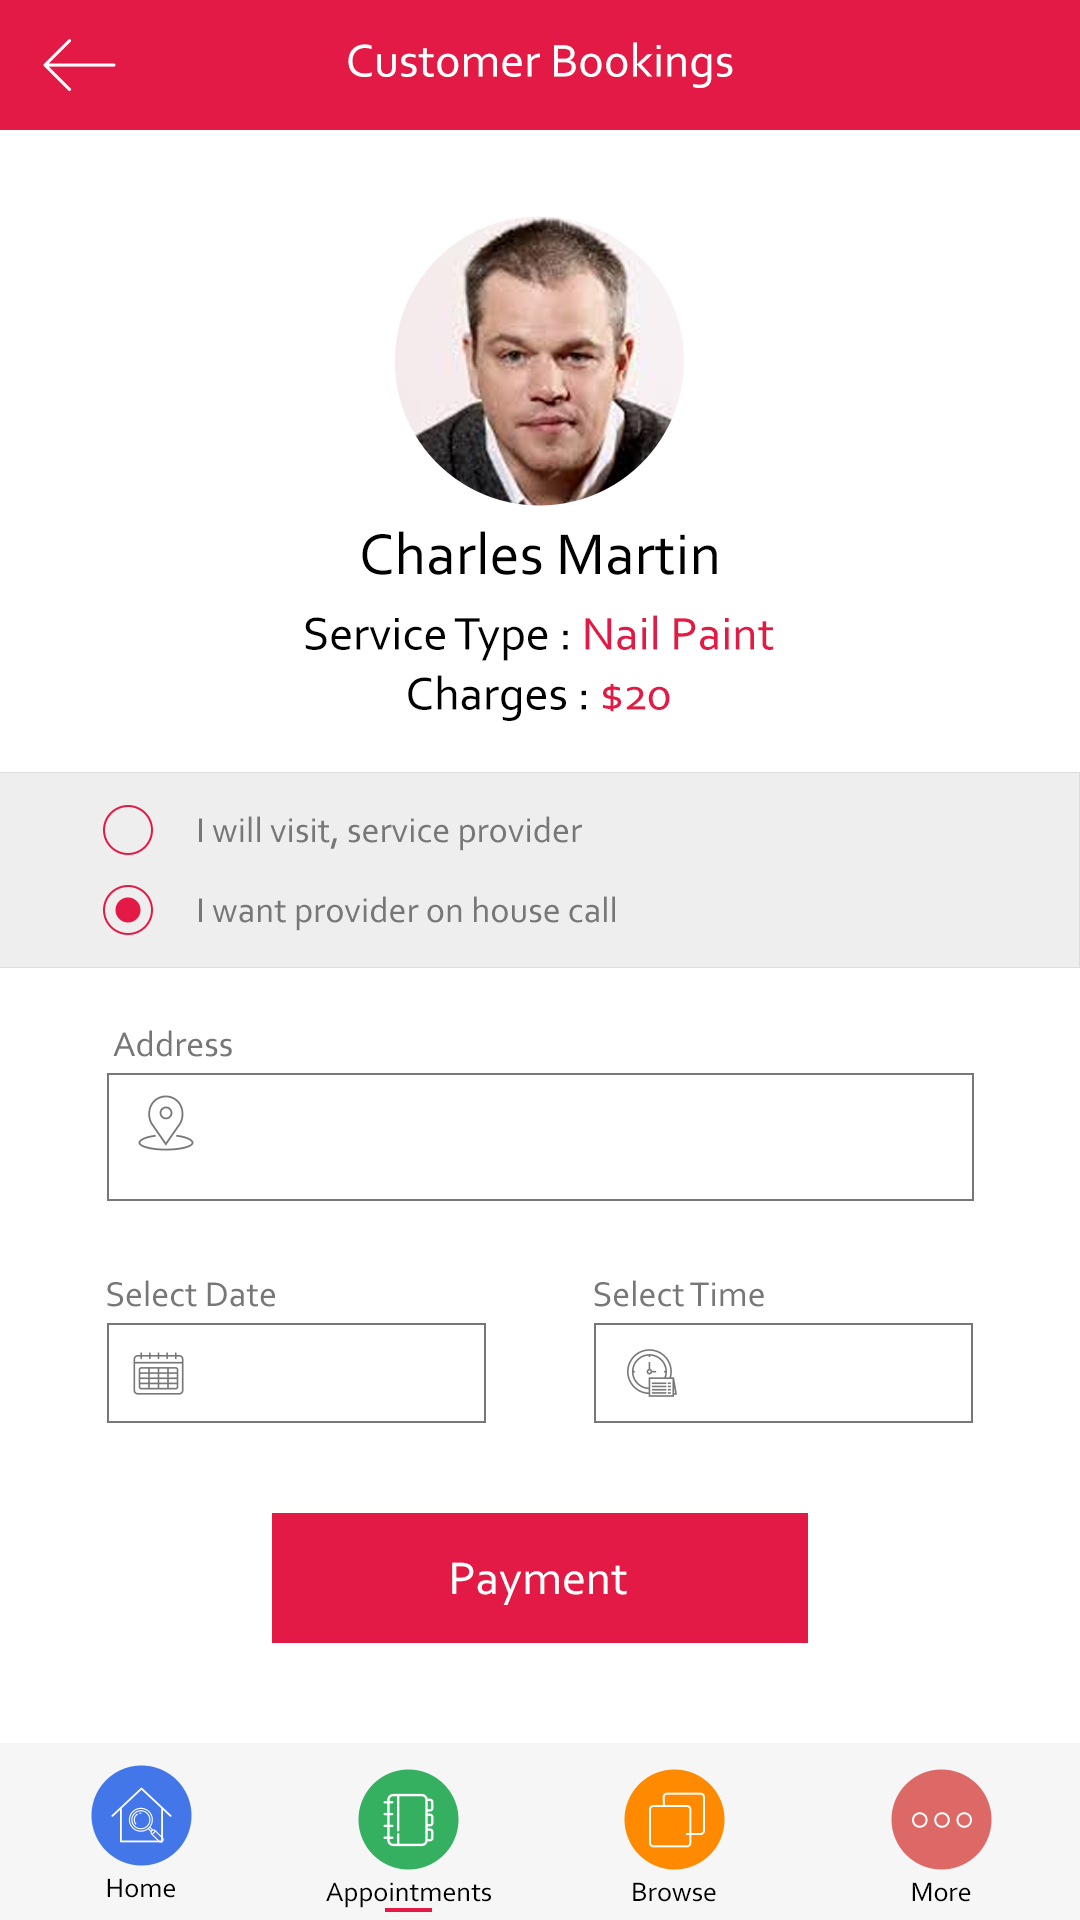 Customer Bookings
Charles Martin
Service Type : Nail Paint
Charges : $20
I will visit, service provider
I want provider on house call
Address
Select Date
Select Time
Payment
Home
Appointments
Browse
More